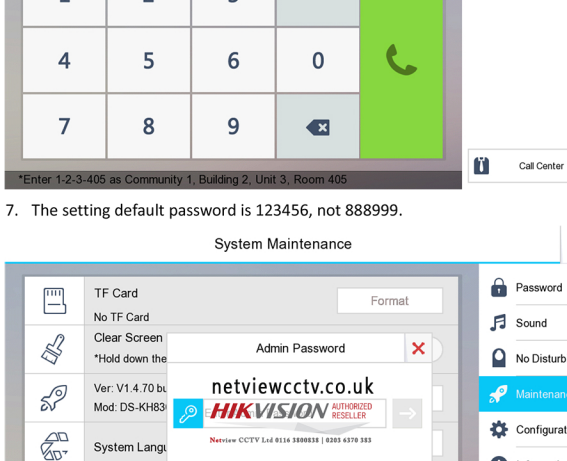 4 5 6 0
7 8 9
*Enter 1-2-3-405 as Community 1, Building 2, Unit 3, Room 405
Call Center
7. The setting default password is 123456, not 888999.
System Maintenance
TF Card
Format
No TF Card
Password
Sound
Clear Screen
*Hold down the
Admin Password
No Disturb
Ver: V1.4.70 bu
Mod: DS-KH83
netviewcctv.co.uk
HIKVISION AUTHORIZED RESELLER
Maintenan
Netview CCTV Ltd 0116 3800838 | 0203 6370 383
Configurat
System Langu